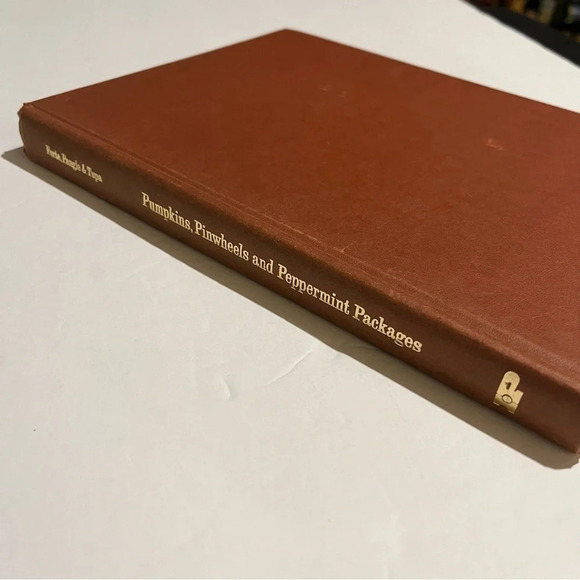 Forte, Pangle & Tupa
Pumpkins, Pinwheels and Peppermint Packages